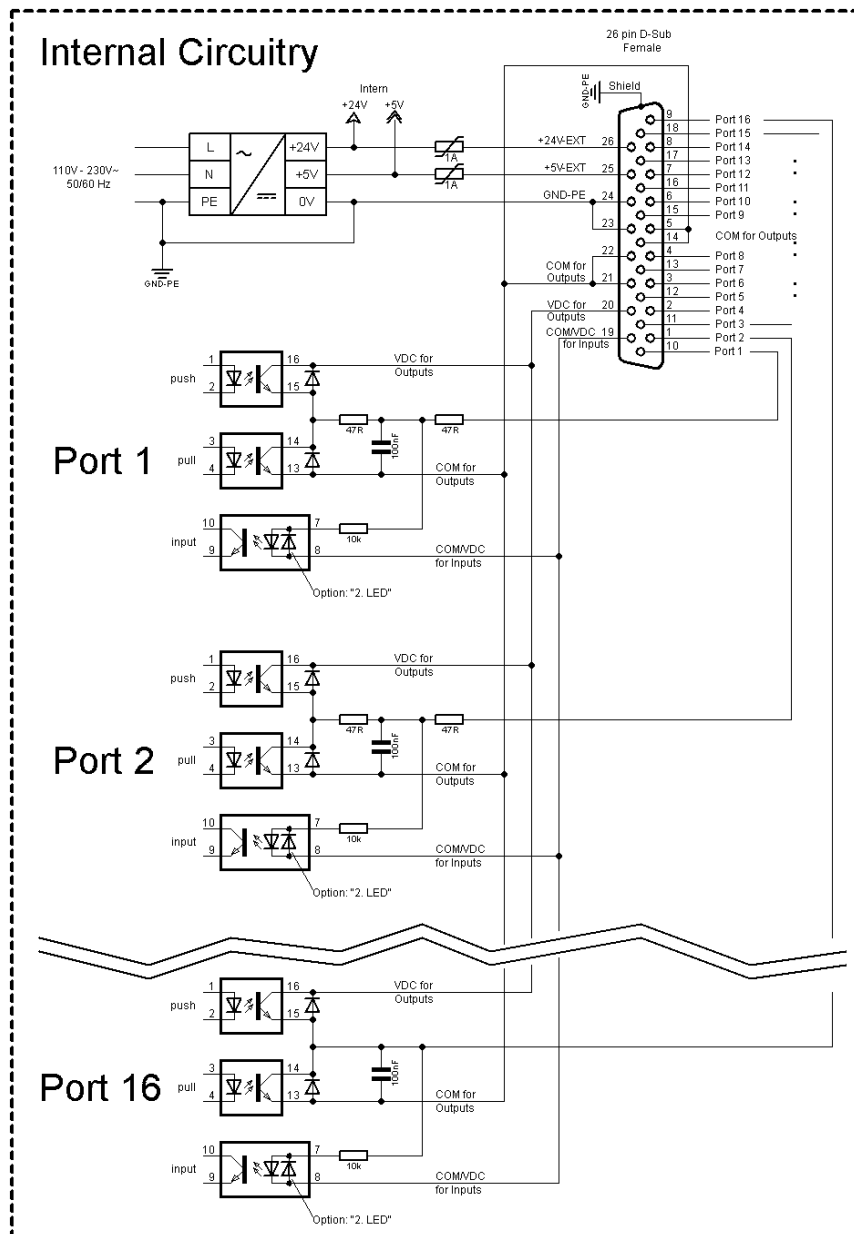 Internal Circuitry
26 pin D-Sub
Female
Shield
GND-PE
Intern
+24V
+5V
L
+24V
N
+5V
PE
0V
~
110V - 230V~
50/60 Hz
1A
1A
GND-PE
+24V-EXT 26
+5V-EXT 25
GND-PE 24
23
22
COM for
Outputs
21
VDC for
Outputs
20
COM/VDC 19
for Inputs
9 Port 16
18 Port 15
8 Port 14
17 Port 13
7 Port 12
16 Port 11
6 Port 10
15 Port 9
5
COM for Outputs
14
4 Port 8
13 Port 7
3 Port 6
12 Port 5
2 Port 4
11 Port 3
1 Port 2
10 Port 1
Port 1
push
1
2
16
15
VDC for
Outputs
47R
100nF
47R
pull
3
4
14
13
COM for
Outputs
input
10
9
7
8
10k
COM/VDC
for Inputs
Option: "2. LED"
Port 2
push
1
2
16
15
VDC for
Outputs
47R
100nF
47R
pull
3
4
14
13
COM for
Outputs
input
10
9
7
8
10k
COM/VDC
for Inputs
Option: "2. LED"
Port 16
push
1
2
16
15
VDC for
Outputs
100nF
pull
3
4
14
13
COM for
Outputs
input
10
9
7
8
10k
COM/VDC
for Inputs
Option: "2. LED"